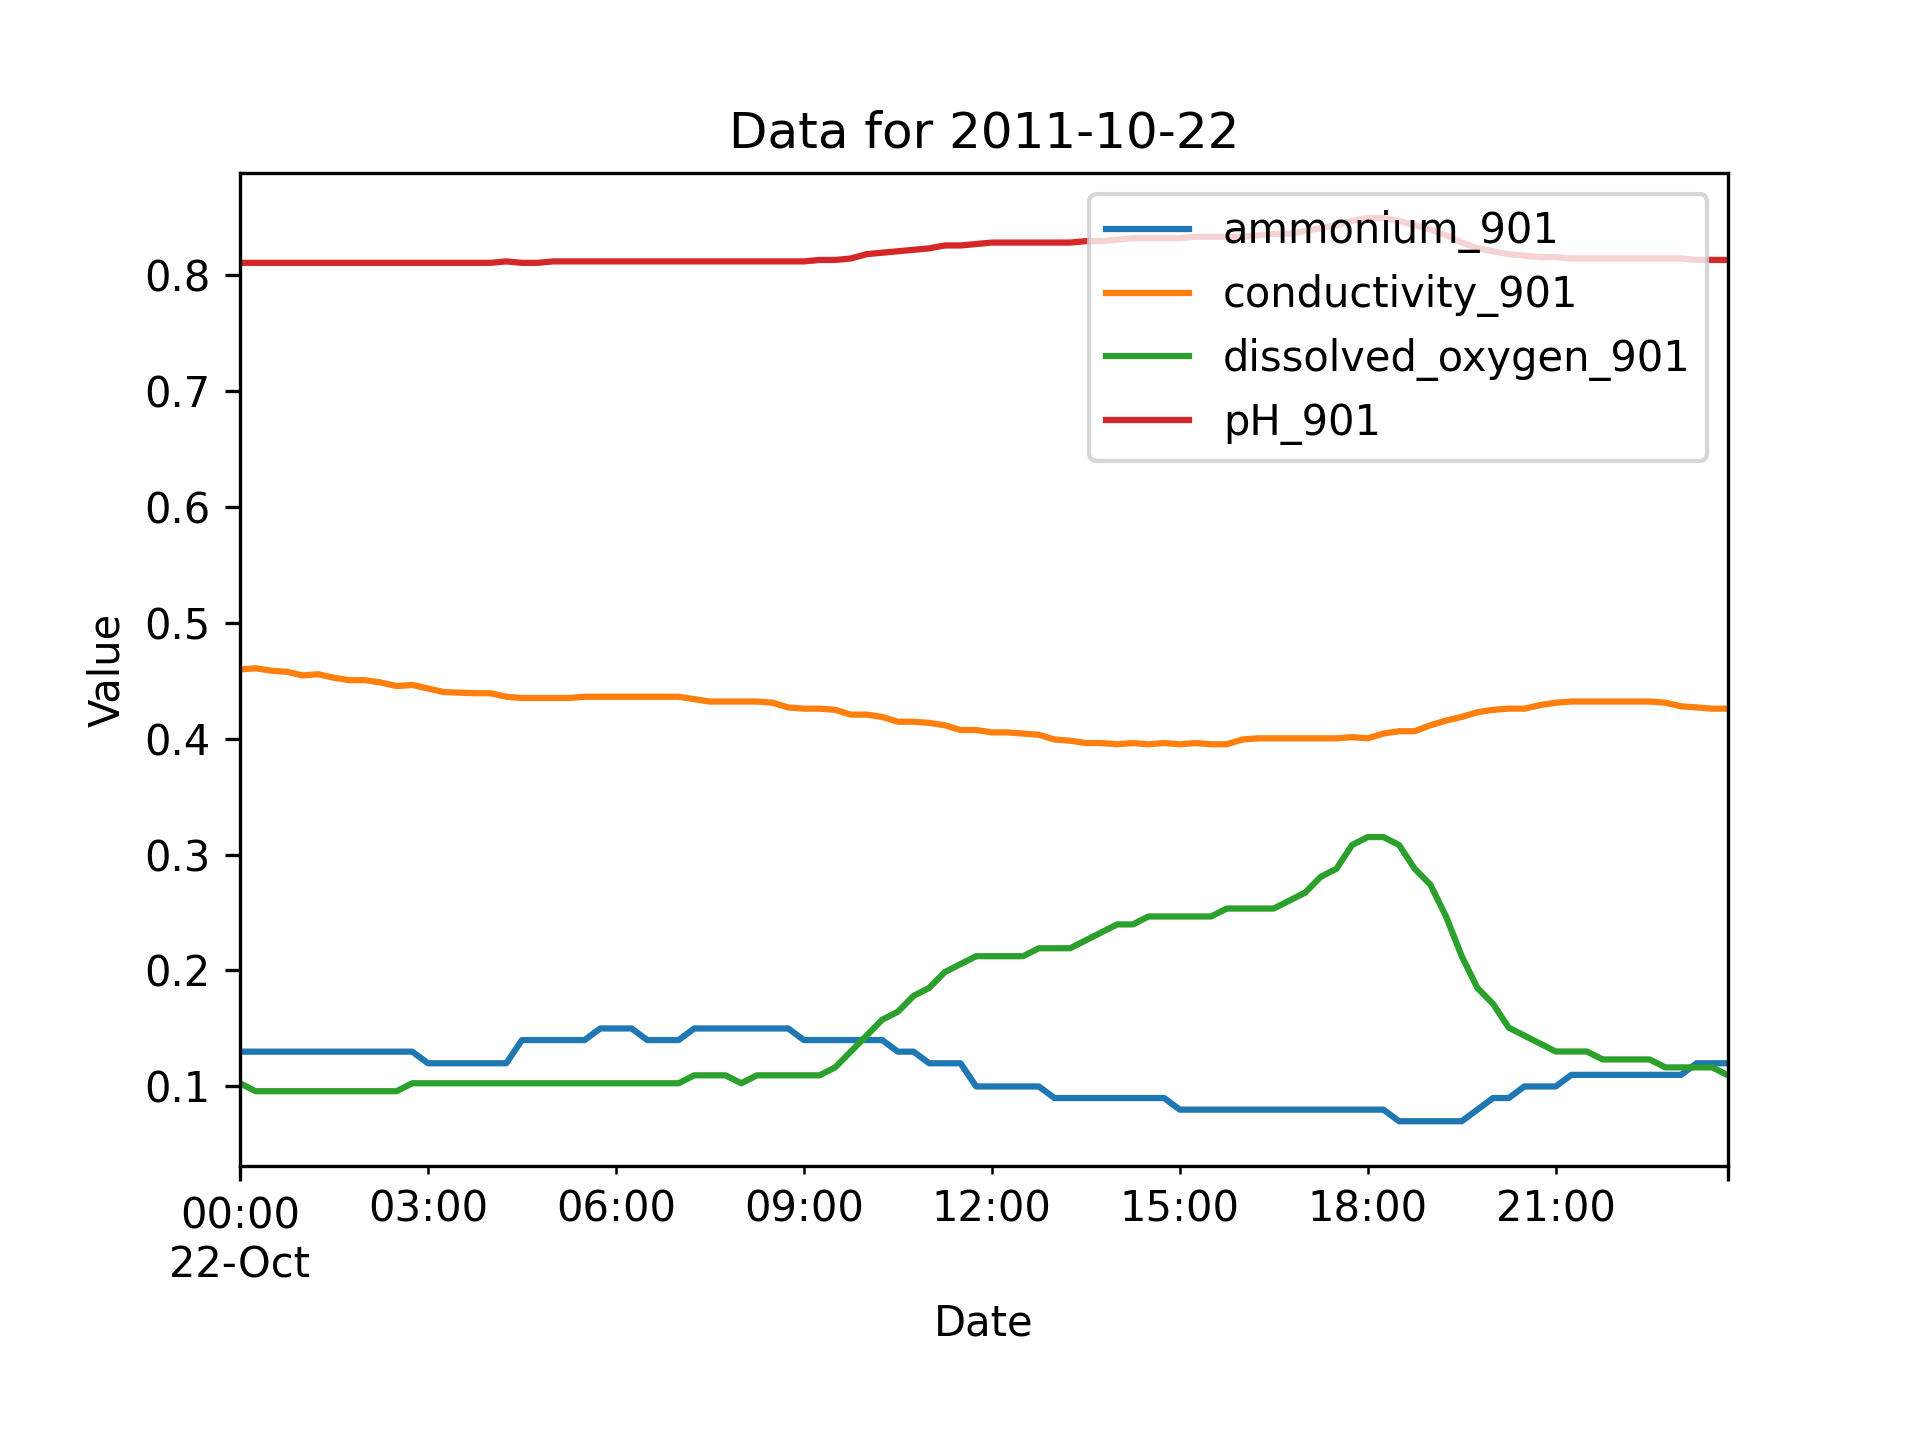 Data for 2011-10-22
ammonium_901
conductivity_901
dissolved_oxygen_901
pH_901
Value
0.8
0.7
0.6
0.5
0.4
0.3
0.2
0.1
00:00 03:00 06:00 09:00 12:00 15:00 18:00 21:00
22-Oct
Date